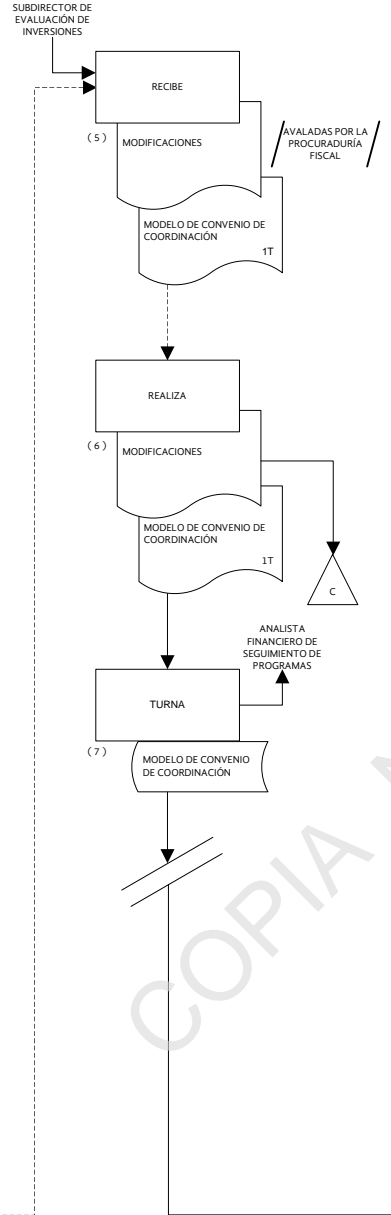 SUBDIRECTOR DE
EVALUACIÓN DE
INVERSIONES
RECIBE
( 5 )
MODIFICACIONES
AVALADAS POR LA
PROCURADURÍA
FISCAL
MODELO DE CONVENIO DE
COORDINACIÓN
1T
REALIZA
( 6 )
MODIFICACIONES
MODELO DE CONVENIO DE
COORDINACIÓN
1T
C
ANALISTA
FINANCIERO DE
SEGUIMIENTO DE
PROGRAMAS
TURNA
( 7 )
MODELO DE CONVENIO
DE COORDINACIÓN
COPIA